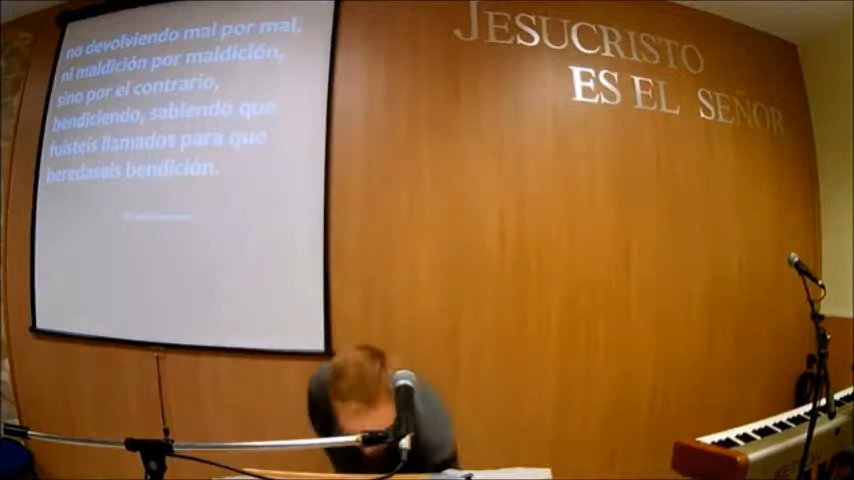 no devolviendo mal por mal,
ni maldición por maldición,
sino por el contrario,
bendiciendo, sabiendo que
fuisteis llamados para que
heredaseis bendición.
JESUCRISTO
ES EL SEÑOR